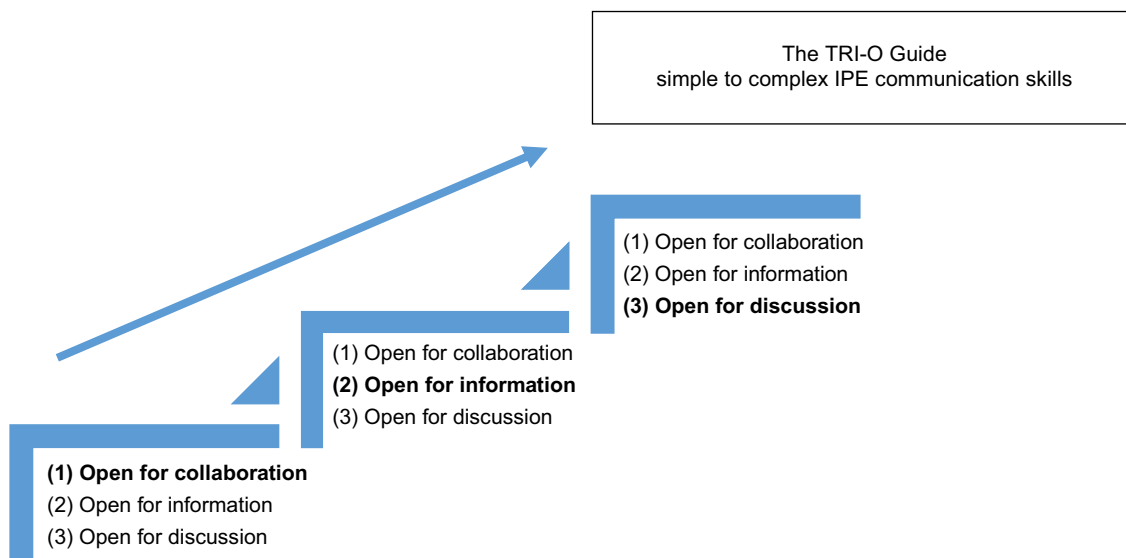 The TRI-O Guide
simple to complex IPE communication skills
(1) Open for collaboration
(2) Open for information
(3) Open for discussion
(1) Open for collaboration
(2) Open for information
(3) Open for discussion
(1) Open for collaboration
(2) Open for information
(3) Open for discussion